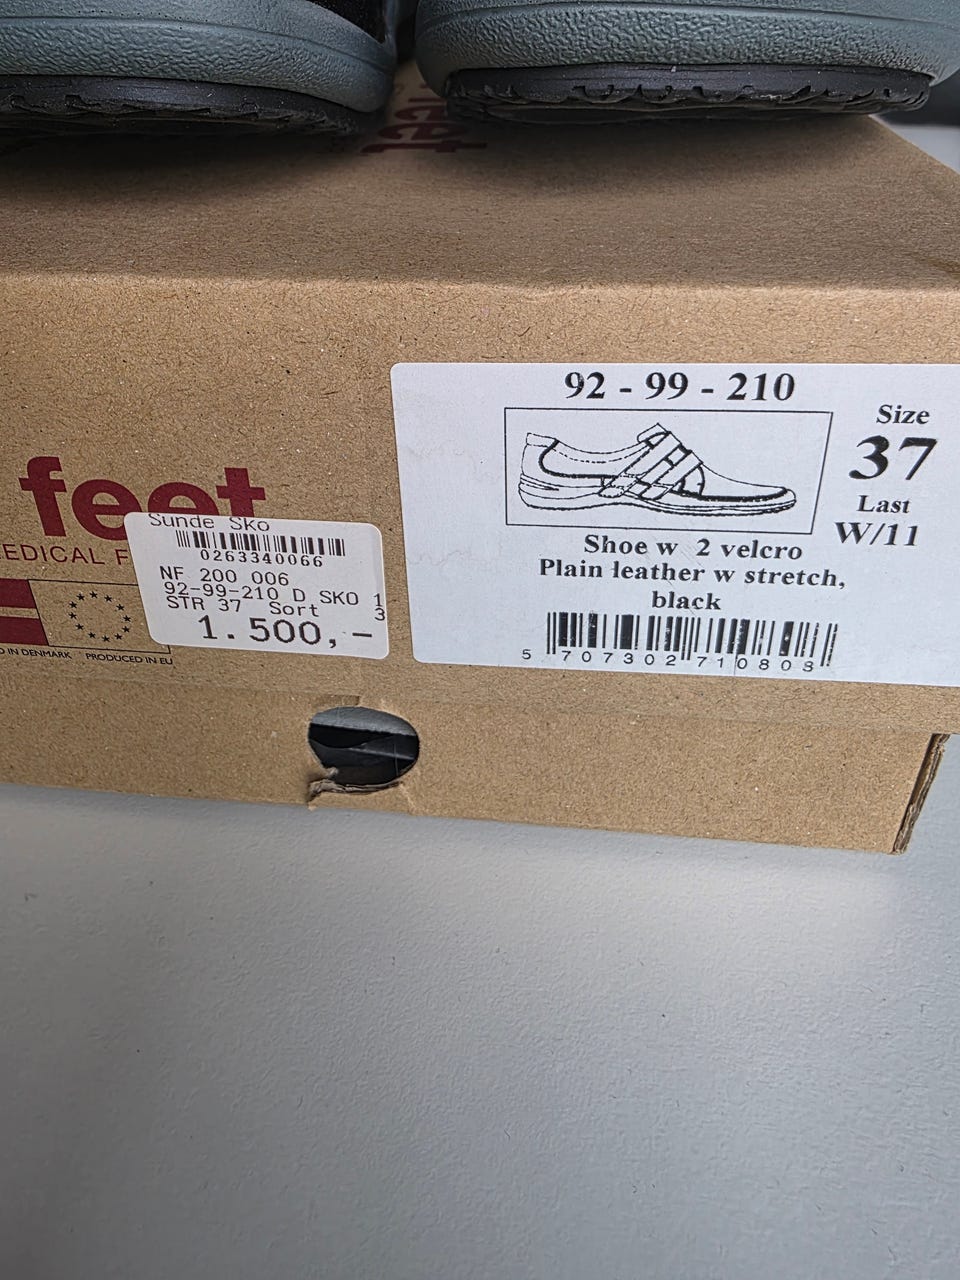 feet
feet
EDICAL F
D IN DENMARK PRODUCED IN EU
Sunde Sko
0263340066
NF 200 006
92-99-210 D SKO 1
STR 37 Sort 3
1.500,-
92 - 99 - 210
Size
37
Last
W/11
Shoe w 2 velcro
Plain leather w stretch,
black
5 707302 710803